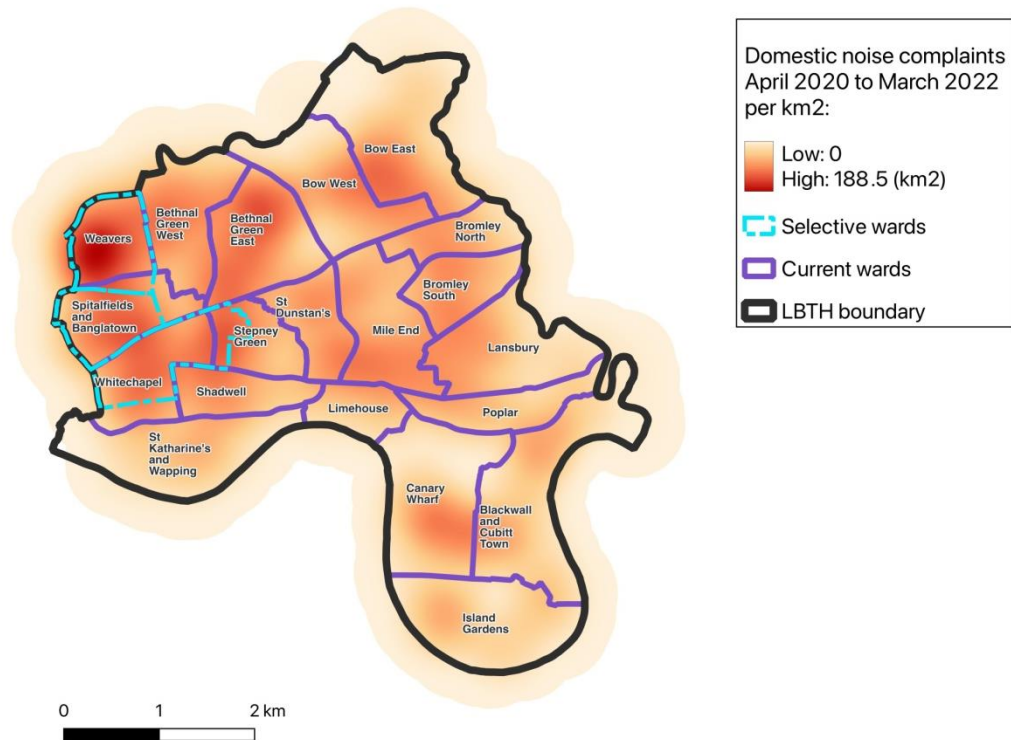 Domestic noise complaints
April 2020 to March 2022
per km2:
Low: 0
High: 188.5 (km2)
Selective wards
Current wards
LBTH boundary
Bow East
Bow West
Bethnal
Green
West
Bethnal
Green
East
Weavers
Bromley
North
Bromley
South
Spitalfields
and
Banglatown
St
Dunstan's
Stepney
Green
Mile End
Lansbury
Whitechapel
Shadwell
Limehouse
Poplar
St
Katharine's
and
Wapping
Canary
Wharf
Blackwall
and
Cubitt
Town
Island
Gardens
0 1 2 km